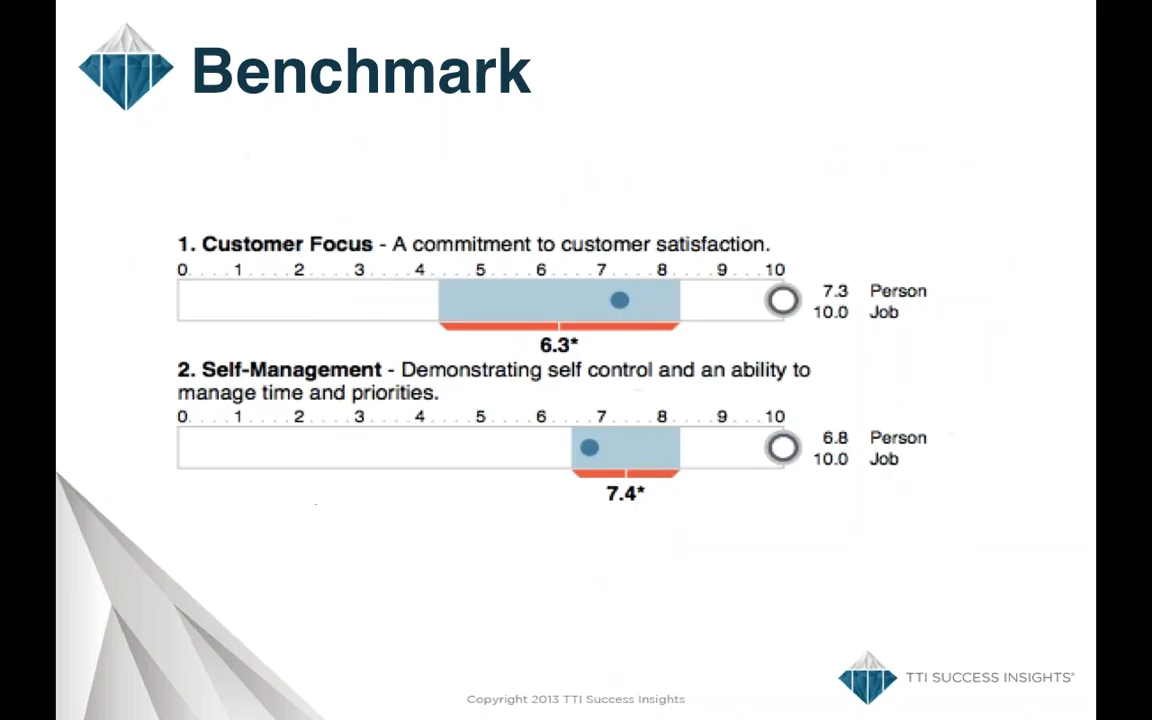 Benchmark
1. Customer Focus - A commitment to customer satisfaction.
0 . . . . 1 . . . . 2 . . . . 3 . . . . 4 . . . . 5 . . . . 6 . . . . 7 . . . . 8 . . . . 9 . . . 10
7.3 Person
10.0 Job
6.3*
2. Self-Management - Demonstrating self control and an ability to
manage time and priorities.
0 . . . . 1 . . . . 2 . . . . 3 . . . . 4 . . . . 5 . . . . 6 . . . . 7 . . . . 8 . . . . 9 . . . 10
6.8 Person
10.0 Job
7.4*
TTI SUCCESS INSIGHTS®
Copyright 2013 TTI Success Insights